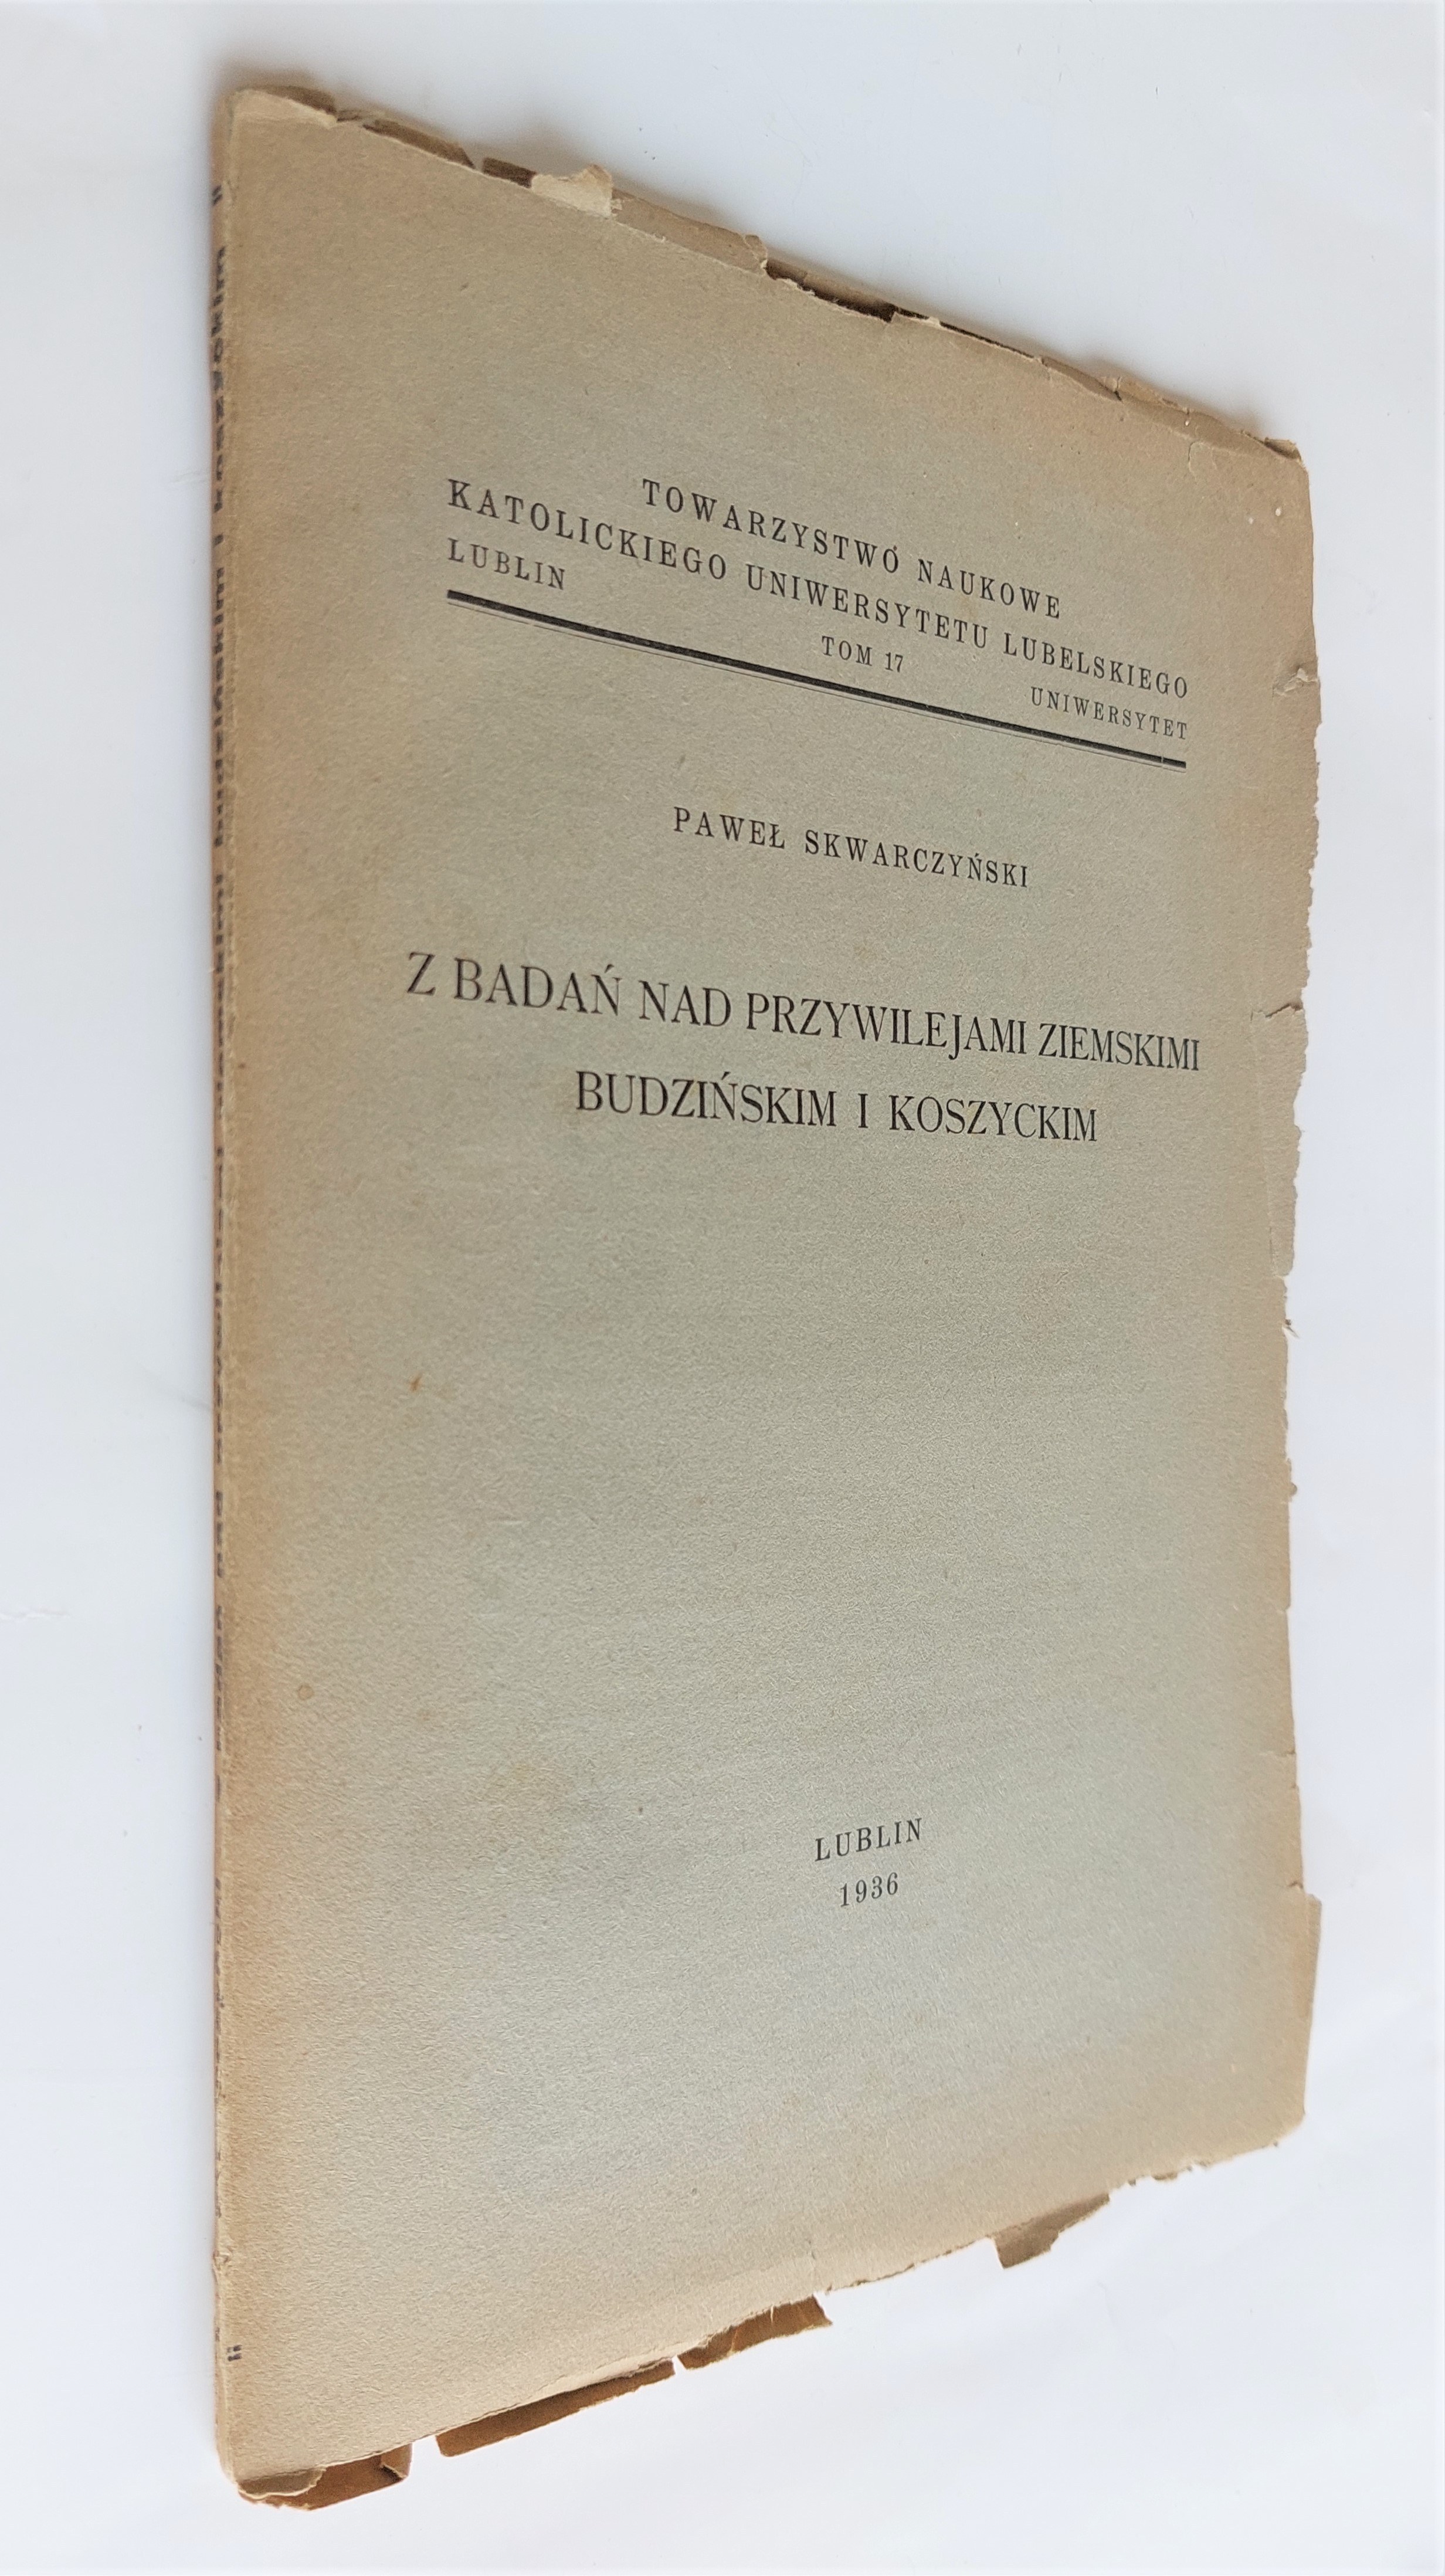 TOWARZYSTWO NAUKOWE
KATOLICKIEGO UNIWERSYTETU LUBELSKIEGO
LUBLIN TOM 17 UNIWERSYTET
PAWEŁ SKWARCZYŃSKI
Z BADAŃ NAD PRZYWILEJAMI ZIEMSKIMI
BUDZIŃSKIM I KOSZYCKIM
LUBLIN
1936